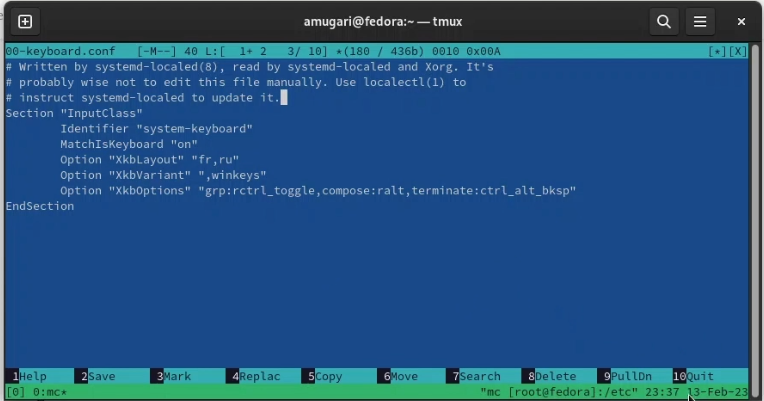 amugari@fedora:~ — tmux
00-keyboard.conf [-M--] 40 L:[ 1+ 2 3/ 10] *(180 / 436b) 0010 0x00A [*][X]
# Written by systemd-localed(8), read by systemd-localed and Xorg. It's
# probably wise not to edit this file manually. Use localectl(1) to
# instruct systemd-localed to update it.
Section "InputClass"
Identifier "system-keyboard"
MatchIsKeyboard "on"
Option "XkbLayout" "fr,ru"
Option "XkbVariant" ",winkeys"
Option "XkbOptions" "grp:rctrl_toggle,compose:ralt,terminate:ctrl_alt_bksp"
EndSection
1Help 2Save 3Mark 4Replac 5Copy 6Move 7Search 8Delete 9PullDn 10Quit
[0] 0:mc* "mc [root@fedora]:/etc" 23:37 13-Feb-23